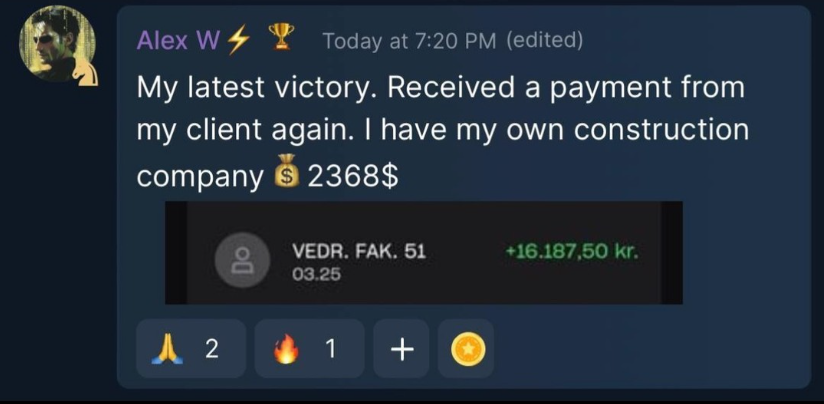 Alex W⚡ 🏆 Today at 7:20 PM (edited)
My latest victory. Received a payment from
my client again. I have my own construction
company 💰 2368$
VEDR. FAK. 51 +16.187,50 kr.
03.25
🙏 2 🔥 1 +